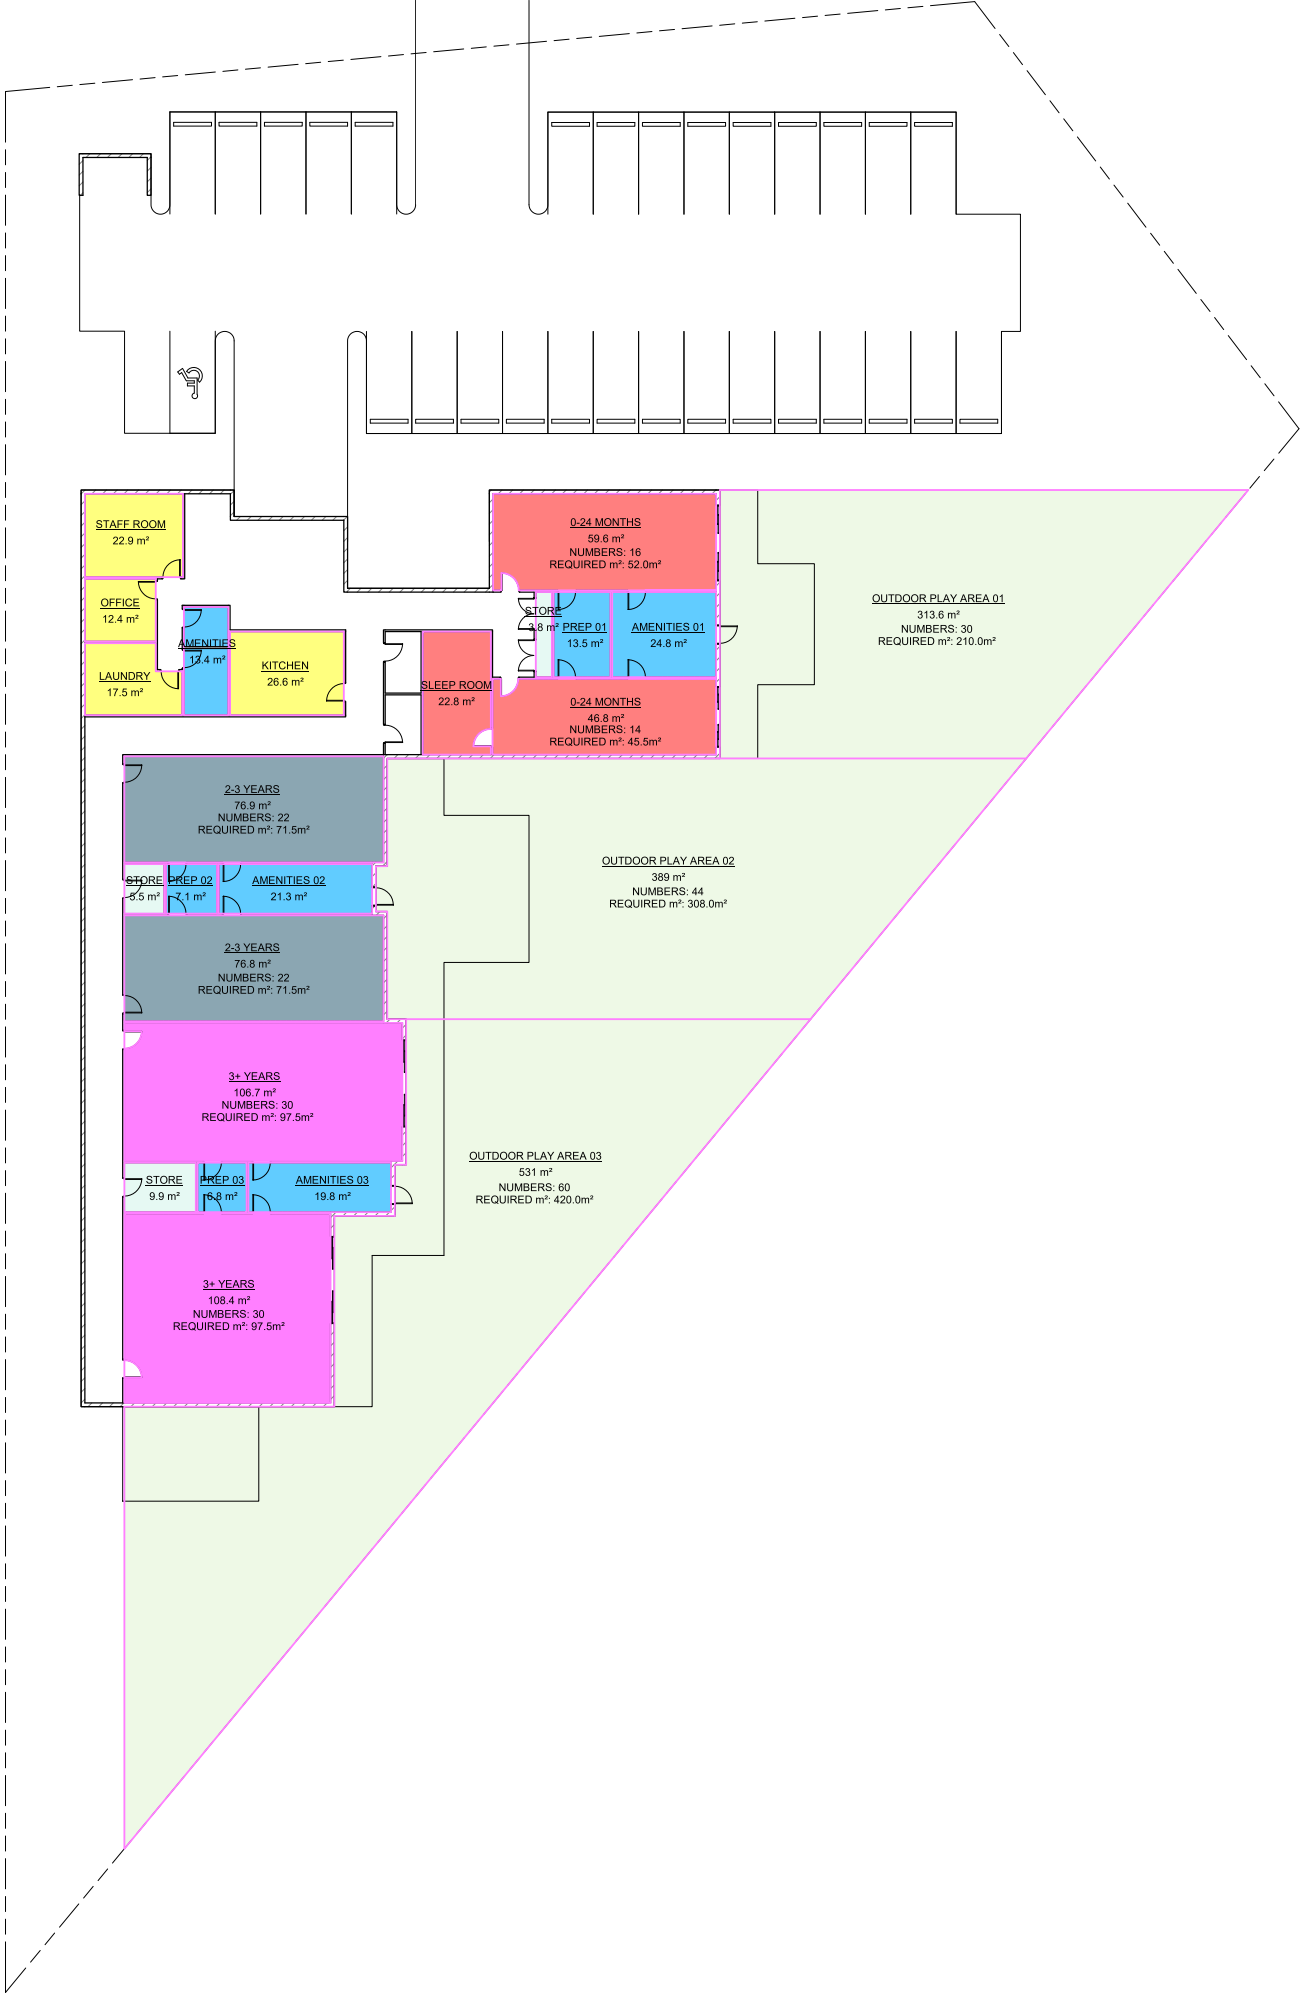 STAFF ROOM
22.9 m²
OFFICE
12.4 m²
LAUNDRY
17.5 m²
AMENITIES
13.4 m²
KITCHEN
26.6 m²
SLEEP ROOM
22.8 m²
0-24 MONTHS
59.6 m²
NUMBERS: 16
REQUIRED m²: 52.0m²
STORE
3.8 m²
PREP 01
13.5 m²
AMENITIES 01
24.8 m²
0-24 MONTHS
46.8 m²
NUMBERS: 14
REQUIRED m²: 45.5m²
OUTDOOR PLAY AREA 01
313.6 m²
NUMBERS: 30
REQUIRED m²: 210.0m²
2-3 YEARS
76.9 m²
NUMBERS: 22
REQUIRED m²: 71.5m²
STORE
5.5 m²
PREP 02
7.1 m²
AMENITIES 02
21.3 m²
2-3 YEARS
76.8 m²
NUMBERS: 22
REQUIRED m²: 71.5m²
OUTDOOR PLAY AREA 02
389 m²
NUMBERS: 44
REQUIRED m²: 308.0m²
3+ YEARS
106.7 m²
NUMBERS: 30
REQUIRED m²: 97.5m²
STORE
9.9 m²
PREP 03
6.8 m²
AMENITIES 03
19.8 m²
OUTDOOR PLAY AREA 03
531 m²
NUMBERS: 60
REQUIRED m²: 420.0m²
3+ YEARS
108.4 m²
NUMBERS: 30
REQUIRED m²: 97.5m²